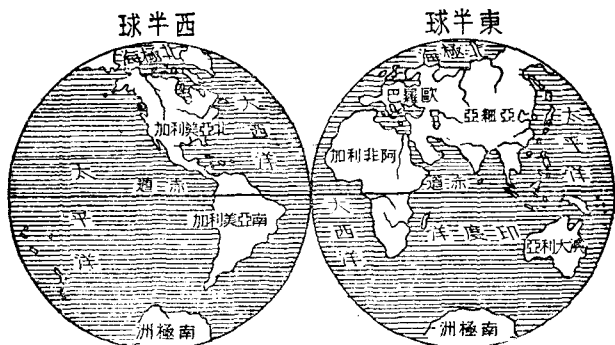 東半球
北極海
歐羅巴
亞細亞
太平洋
阿非利加
赤道
大西洋
印度洋
澳大利亞
南極洲
西半球
北極海
北亞美利加
大西洋
太平洋
赤道
南亞美利加
南極洲